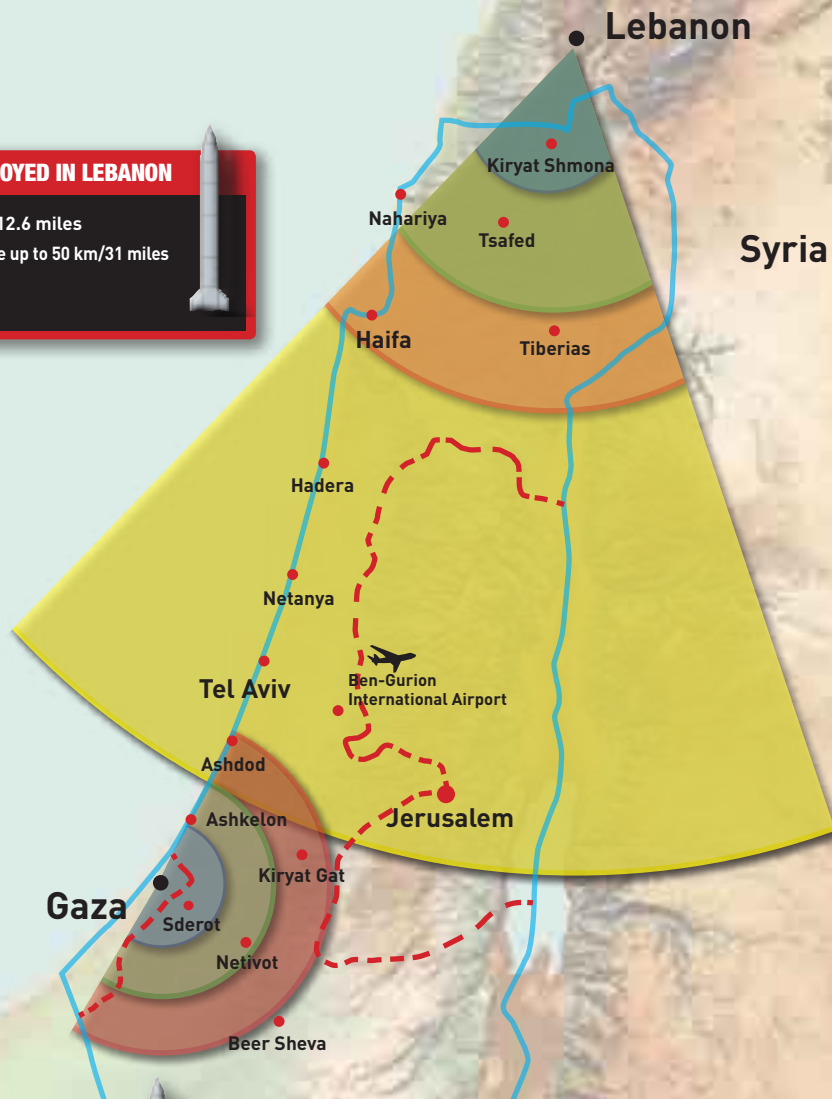 Lebanon
OYED IN LEBANON
12.6 miles
e up to 50 km/31 miles
Kiryat Shmona
Nahariya
Tsafed
Syria
Haifa
Tiberias
Hadera
Netanya
Tel Aviv
Ben-Gurion
International Airport
Ashdod
Jerusalem
Ashkelon
Kiryat Gat
Gaza
Sderot
Netivot
Beer Sheva